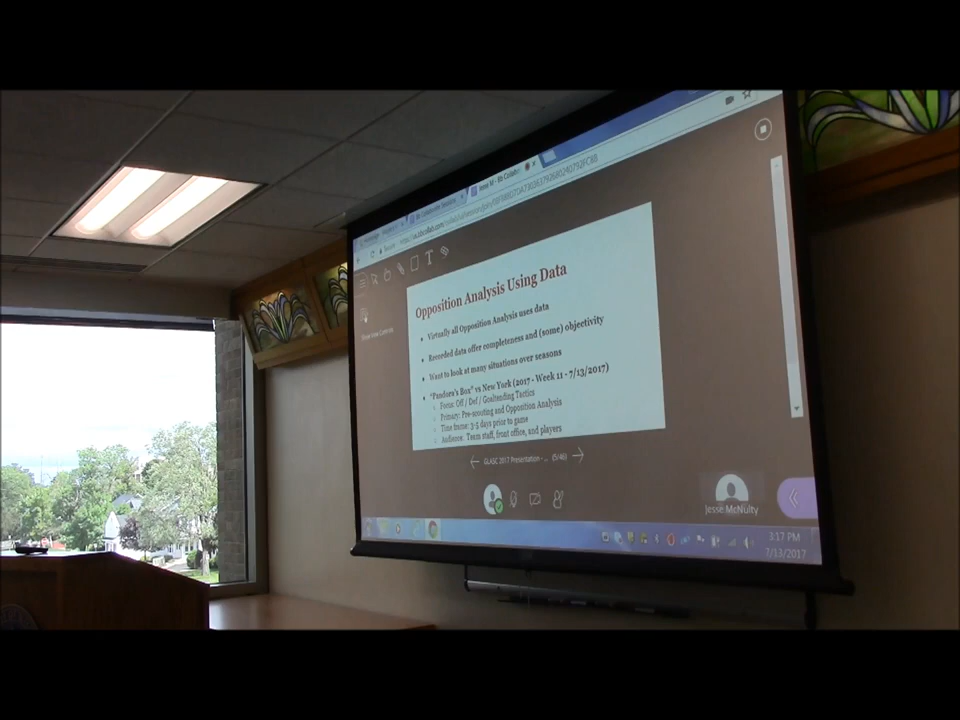 Jesse M - Bb Collab
Opposition Analysis Using Data
• Virtually all Opposition Analysis uses data
• Recorded data offer completeness and (some) objectivity
• Want to look at many situations over seasons
• "Pandora's Box" vs New York (2017 - Week 11 - 7/13/2017)
○ Focus: Off / Def / Goaltending Tactics
○ Primary: Pre-scouting and Opposition Analysis
○ Time frame: 3-5 days prior to game
○ Audience: Team staff, front office, and players
GLASC 2017 Presentation - ... (5/46)
Jesse McNulty
3:17 PM
7/13/2017